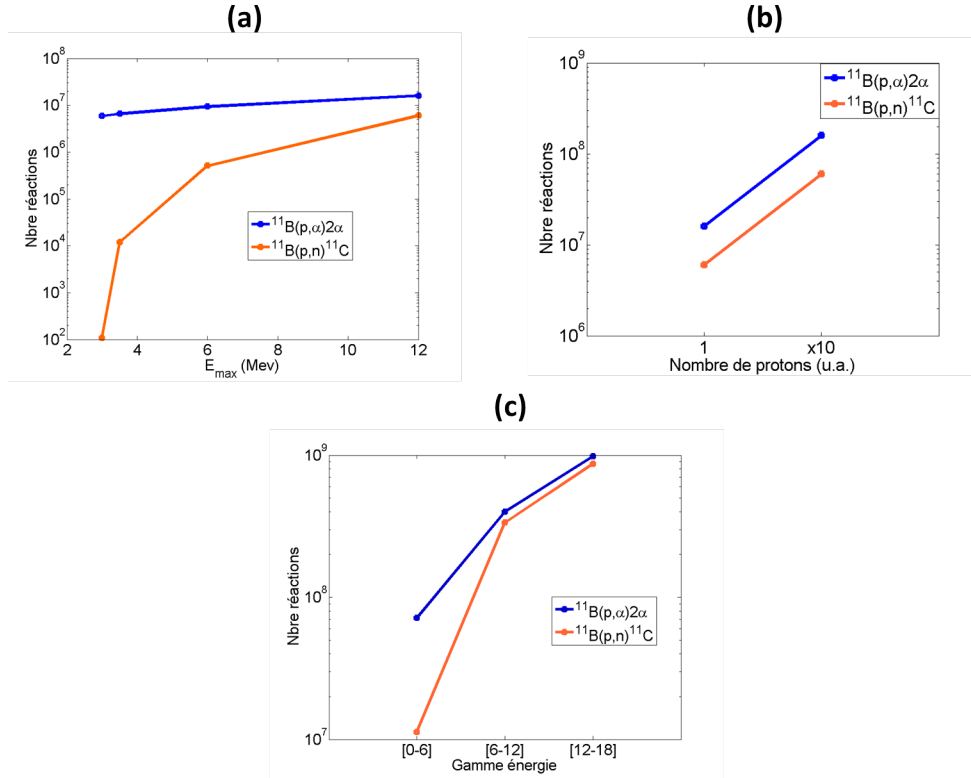 (a)
10⁸
10⁷
10⁶
10⁵
10⁴
10³
10²
Nbre réactions
¹¹B(p,α)2α
¹¹B(p,n)¹¹C
2 4 6 8 10 12
E_max (Mev)
(b)
10⁹
10⁸
10⁷
10⁶
Nbre réactions
¹¹B(p,α)2α
¹¹B(p,n)¹¹C
1 x10
Nombre de protons (u.a.)
(c)
10⁹
10⁸
10⁷
Nbre réactions
¹¹B(p,α)2α
¹¹B(p,n)¹¹C
[0-6] [6-12] [12-18]
Gamme énergie